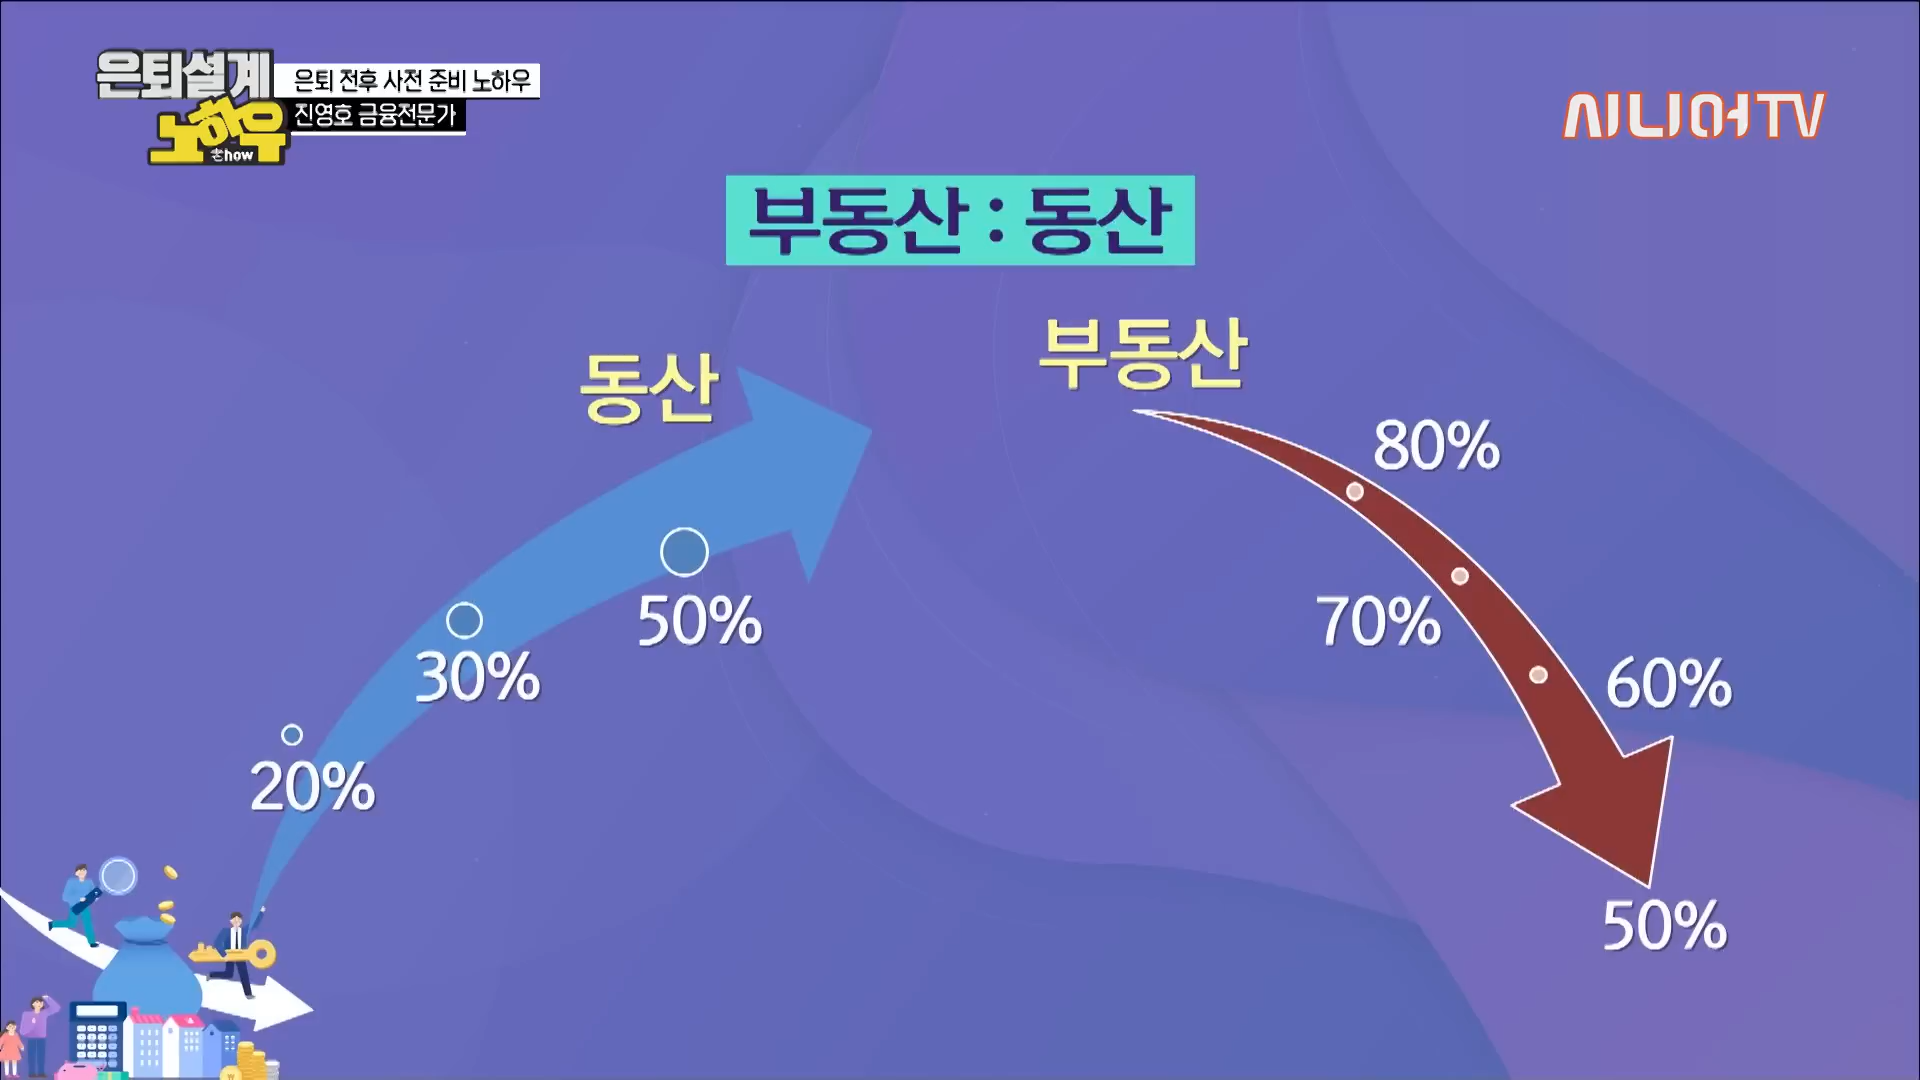 은퇴설계
노하우
show
은퇴 전후 사전 준비 노하우
진영호 금융전문가
시니어TV
부동산 : 동산
동산
부동산
80%
50%
70%
30%
60%
20%
50%